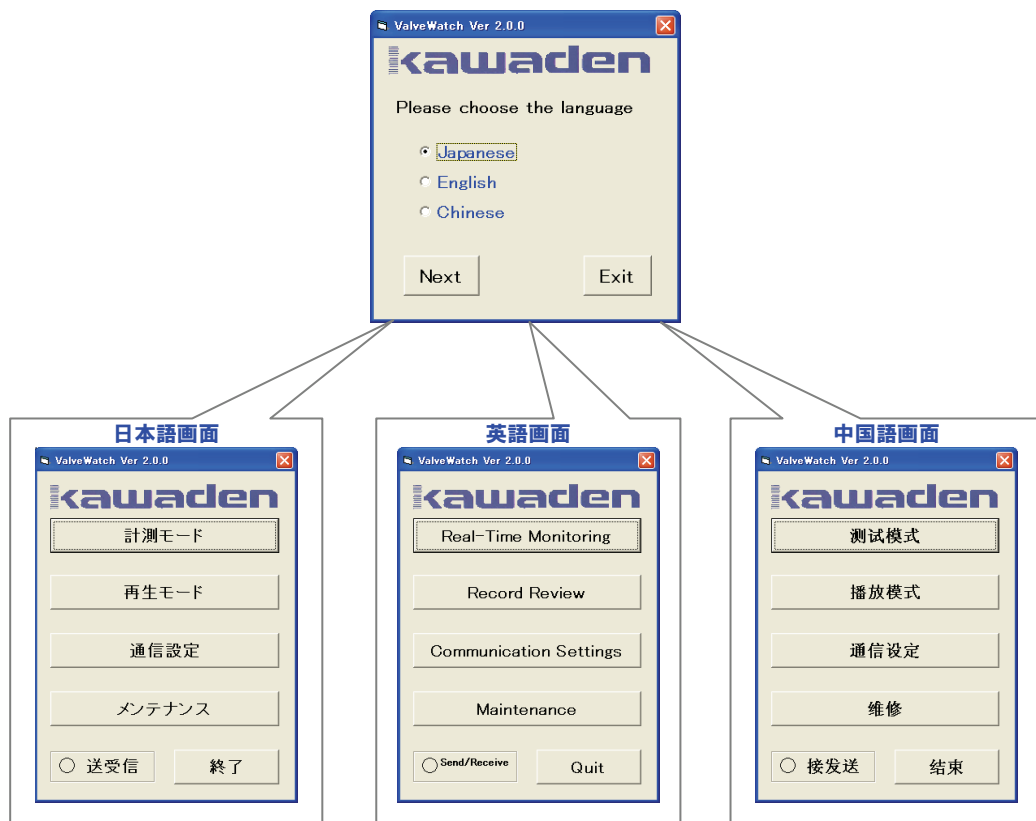 ValveWatch Ver 2.0.0
kawaden
Please choose the language
Japanese
English
Chinese
Next
Exit
日本語画面
ValveWatch Ver 2.0.0
kawaden
計測モード
再生モード
通信設定
メンテナンス
送受信
終了
英語画面
ValveWatch Ver 2.0.0
kawaden
Real-Time Monitoring
Record Review
Communication Settings
Maintenance
Send/Receive
Quit
中国語画面
ValveWatch Ver 2.0.0
kawaden
测试模式
播放模式
通信设定
维修
接发送
结束